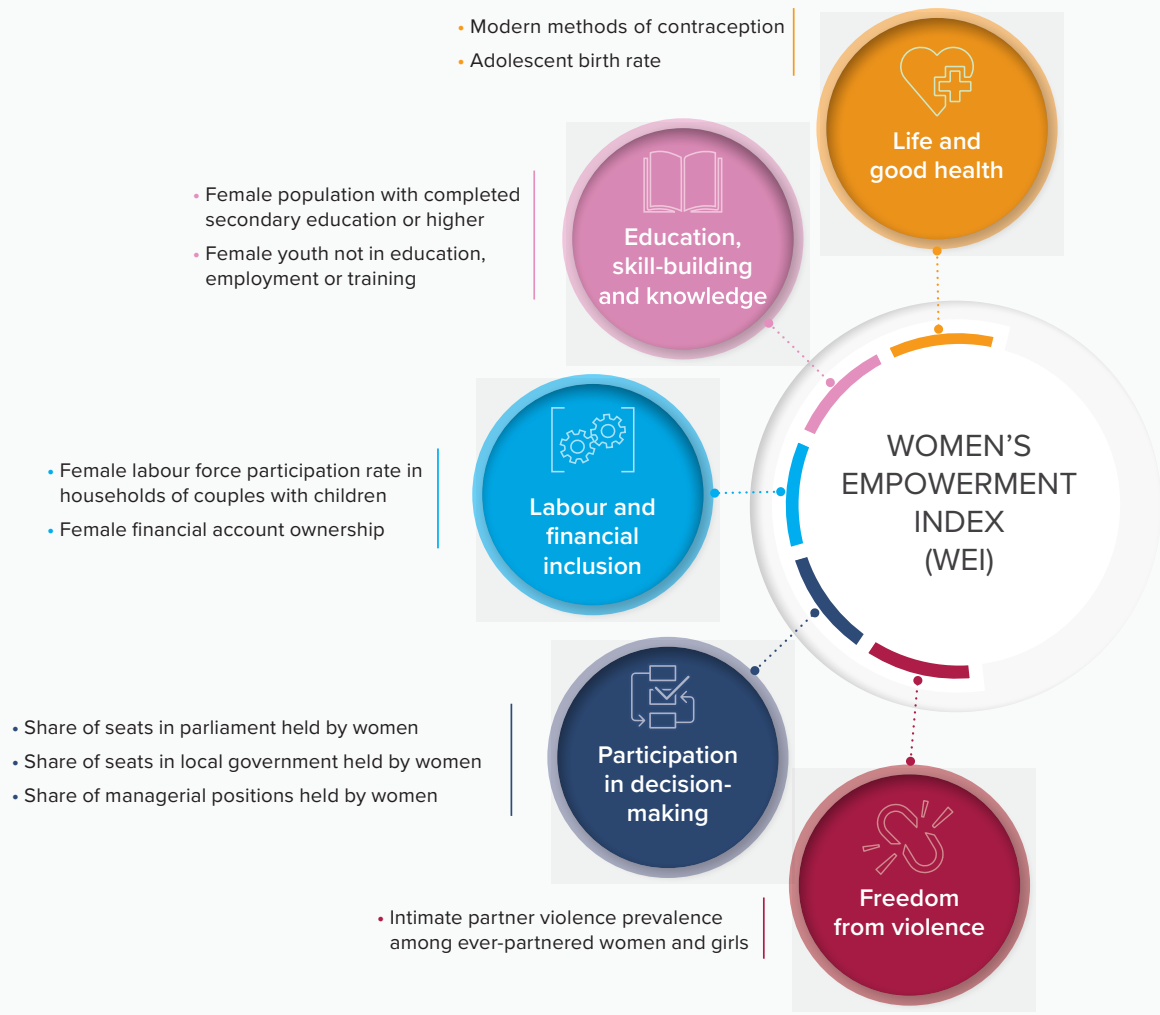 • Modern methods of contraception
• Adolescent birth rate
Life and
good health
• Female population with completed
secondary education or higher
• Female youth not in education,
employment or training
Education,
skill-building
and knowledge
WOMEN’S
EMPOWERMENT
INDEX
(WEI)
• Female labour force participation rate in
households of couples with children
• Female financial account ownership
Labour and
financial
inclusion
• Share of seats in parliament held by women
• Share of seats in local government held by women
• Share of managerial positions held by women
Participation
in decision-
making
• Intimate partner violence prevalence
among ever-partnered women and girls
Freedom
from violence